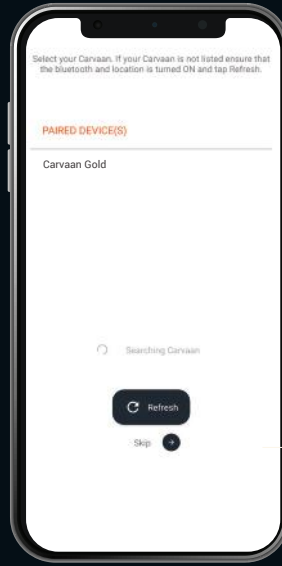 Select your Carvaan. If your Carvaan is not listed ensure that
the bluetooth and location is turned ON and tap Refresh.
PAIRED DEVICE(S)
Carvaan Gold
Searching Carvaan
Refresh
Skip